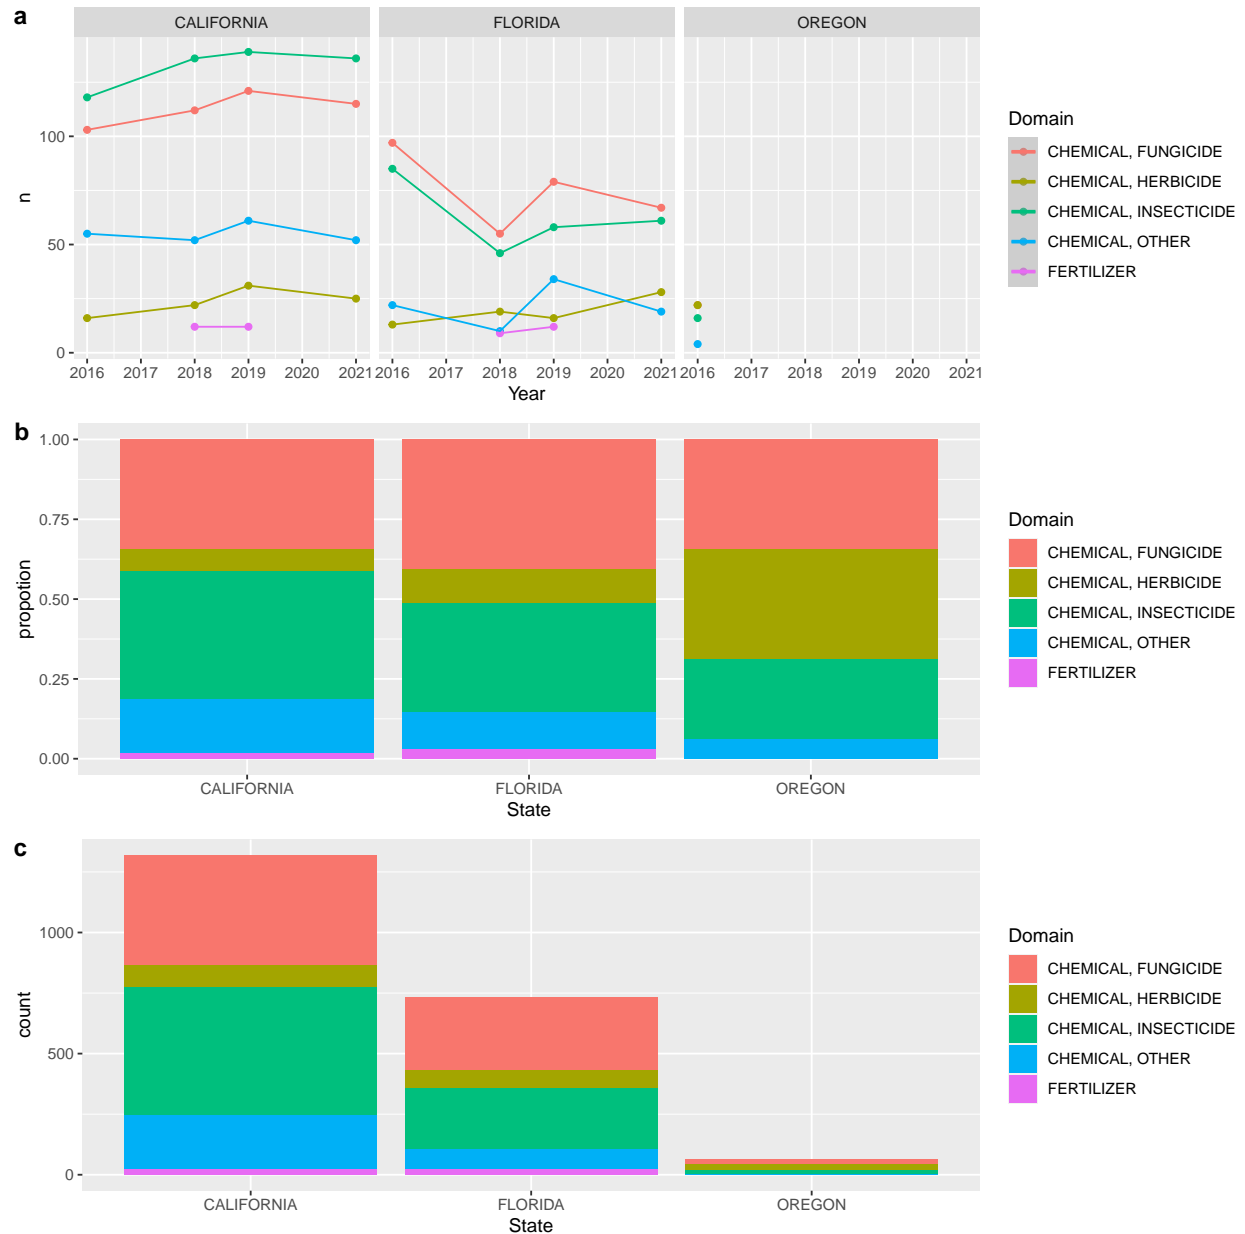 a
CALIFORNIA FLORIDA OREGON
100
50
0
n
2016 2017 2018 2019 2020 2021 2016 2017 2018 2019 2020 2021 2016 2017 2018 2019 2020 2021
Year
Domain
CHEMICAL, FUNGICIDE
CHEMICAL, HERBICIDE
CHEMICAL, INSECTICIDE
CHEMICAL, OTHER
FERTILIZER
b
1.00
0.75
0.50
0.25
0.00
propotion
CALIFORNIA FLORIDA OREGON
State
Domain
CHEMICAL, FUNGICIDE
CHEMICAL, HERBICIDE
CHEMICAL, INSECTICIDE
CHEMICAL, OTHER
FERTILIZER
c
1000
500
0
count
CALIFORNIA FLORIDA OREGON
State
Domain
CHEMICAL, FUNGICIDE
CHEMICAL, HERBICIDE
CHEMICAL, INSECTICIDE
CHEMICAL, OTHER
FERTILIZER